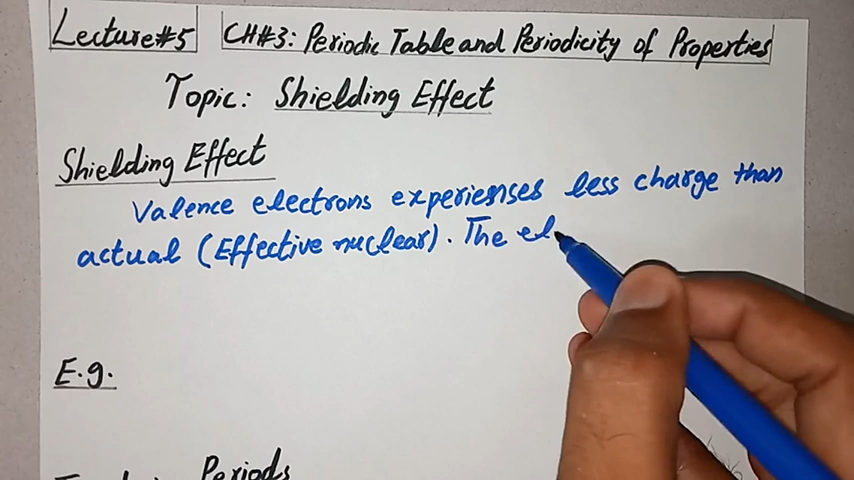 Lecture#5 CH#3: Periodic Table and Periodicity of Properties
Topic: Shielding Effect
Shielding Effect
Valence electrons experienses less charge than
actual (Effective nuclear). The el
E.g.
Periods